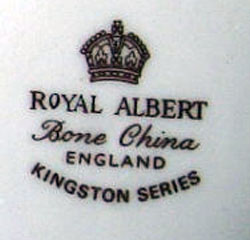 ROYAL ALBERT
Bone China
ENGLAND
KINGSTON SERIES